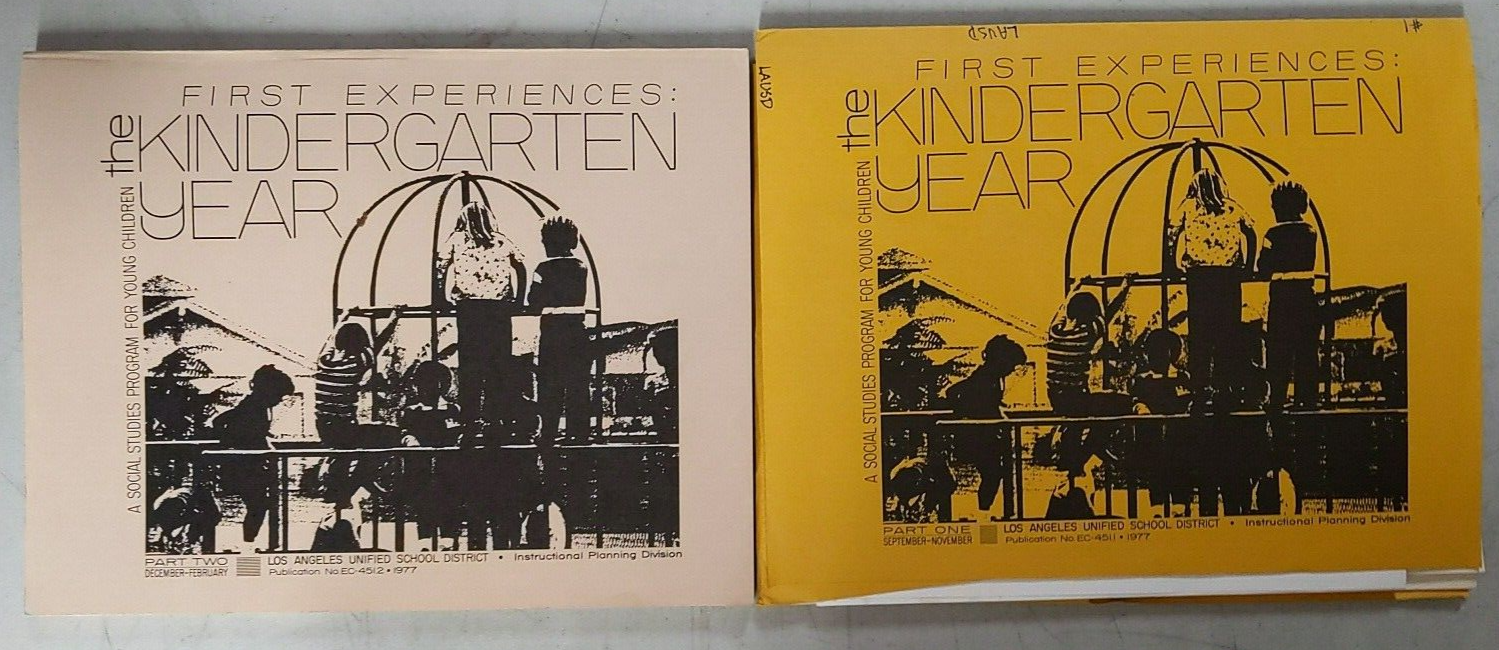 FIRST EXPERIENCES:
the KINDERGARTEN
YEAR
A SOCIAL STUDIES PROGRAM FOR YOUNG CHILDREN
PART TWO
DECEMBER-FEBRUARY
LOS ANGELES UNIFIED SCHOOL DISTRICT • Instructional Planning Division
Publication No. EC-4512 • 1977
LAUSD
#1
LAUSD
FIRST EXPERIENCES:
the KINDERGARTEN
YEAR
A SOCIAL STUDIES PROGRAM FOR YOUNG CHILDREN
PART ONE
SEPTEMBER-NOVEMBER
LOS ANGELES UNIFIED SCHOOL DISTRICT • Instructional Planning Division
Publication No. EC-4511 • 1977